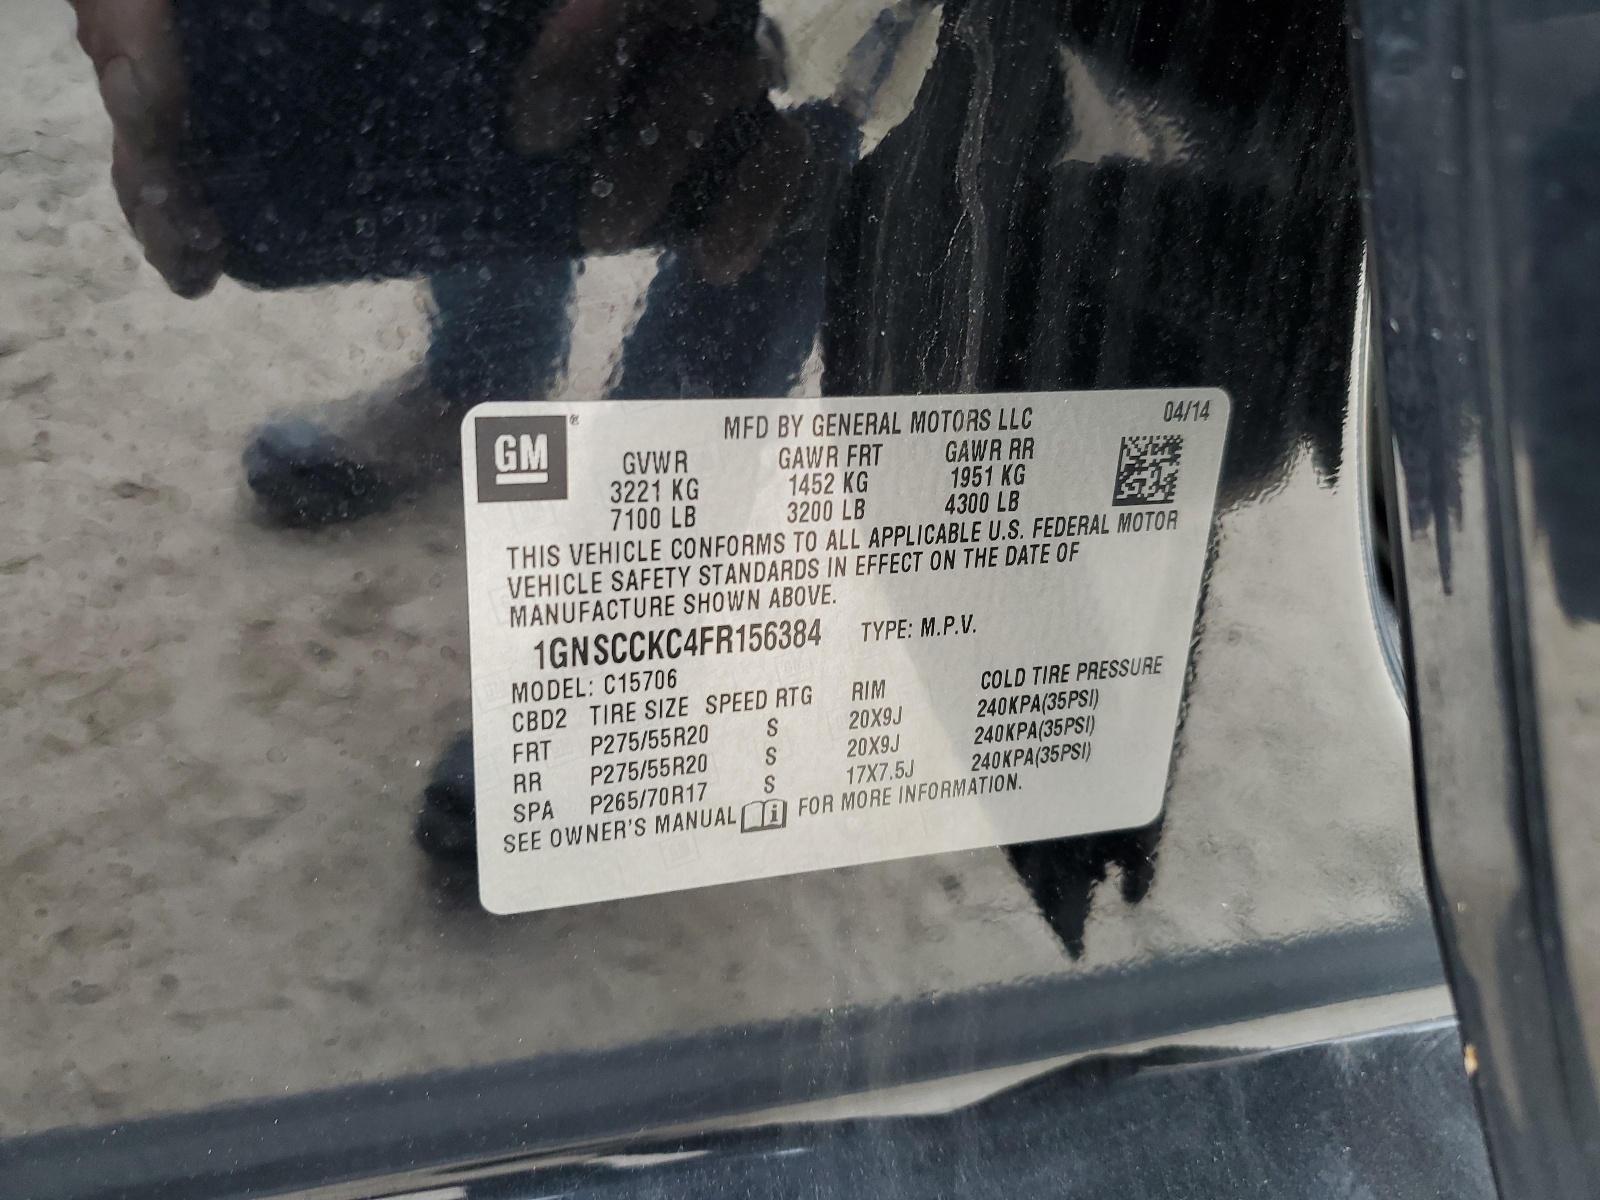 GM ®
MFD BY GENERAL MOTORS LLC 04/14
GVWR GAWR FRT GAWR RR
3221 KG 1452 KG 1951 KG
7100 LB 3200 LB 4300 LB
THIS VEHICLE CONFORMS TO ALL APPLICABLE U.S. FEDERAL MOTOR
VEHICLE SAFETY STANDARDS IN EFFECT ON THE DATE OF
MANUFACTURE SHOWN ABOVE.
1GNSCCKC4FR156384 TYPE: M.P.V.
MODEL: C15706
CBD2 TIRE SIZE SPEED RTG RIM COLD TIRE PRESSURE
FRT P275/55R20 S 20X9J 240KPA(35PSI)
RR P275/55R20 S 20X9J 240KPA(35PSI)
SPA P265/70R17 S 17X7.5J 240KPA(35PSI)
SEE OWNER'S MANUAL i FOR MORE INFORMATION.